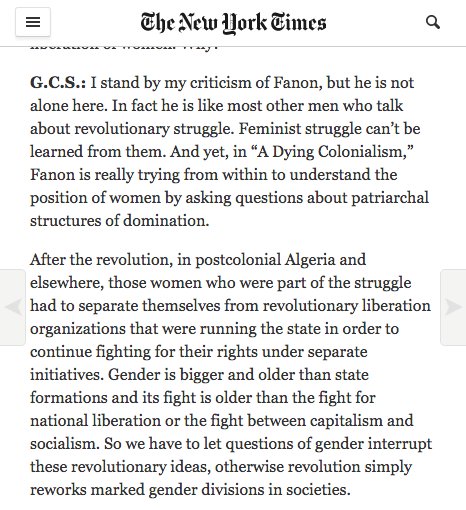 The New York Times
G.C.S.: I stand by my criticism of Fanon, but he is not
alone here. In fact he is like most other men who talk
about revolutionary struggle. Feminist struggle can’t be
learned from them. And yet, in “A Dying Colonialism,”
Fanon is really trying from within to understand the
position of women by asking questions about patriarchal
structures of domination.
After the revolution, in postcolonial Algeria and
elsewhere, those women who were part of the struggle
had to separate themselves from revolutionary liberation
organizations that were running the state in order to
continue fighting for their rights under separate
initiatives. Gender is bigger and older than state
formations and its fight is older than the fight for
national liberation or the fight between capitalism and
socialism. So we have to let questions of gender interrupt
these revolutionary ideas, otherwise revolution simply
reworks marked gender divisions in societies.